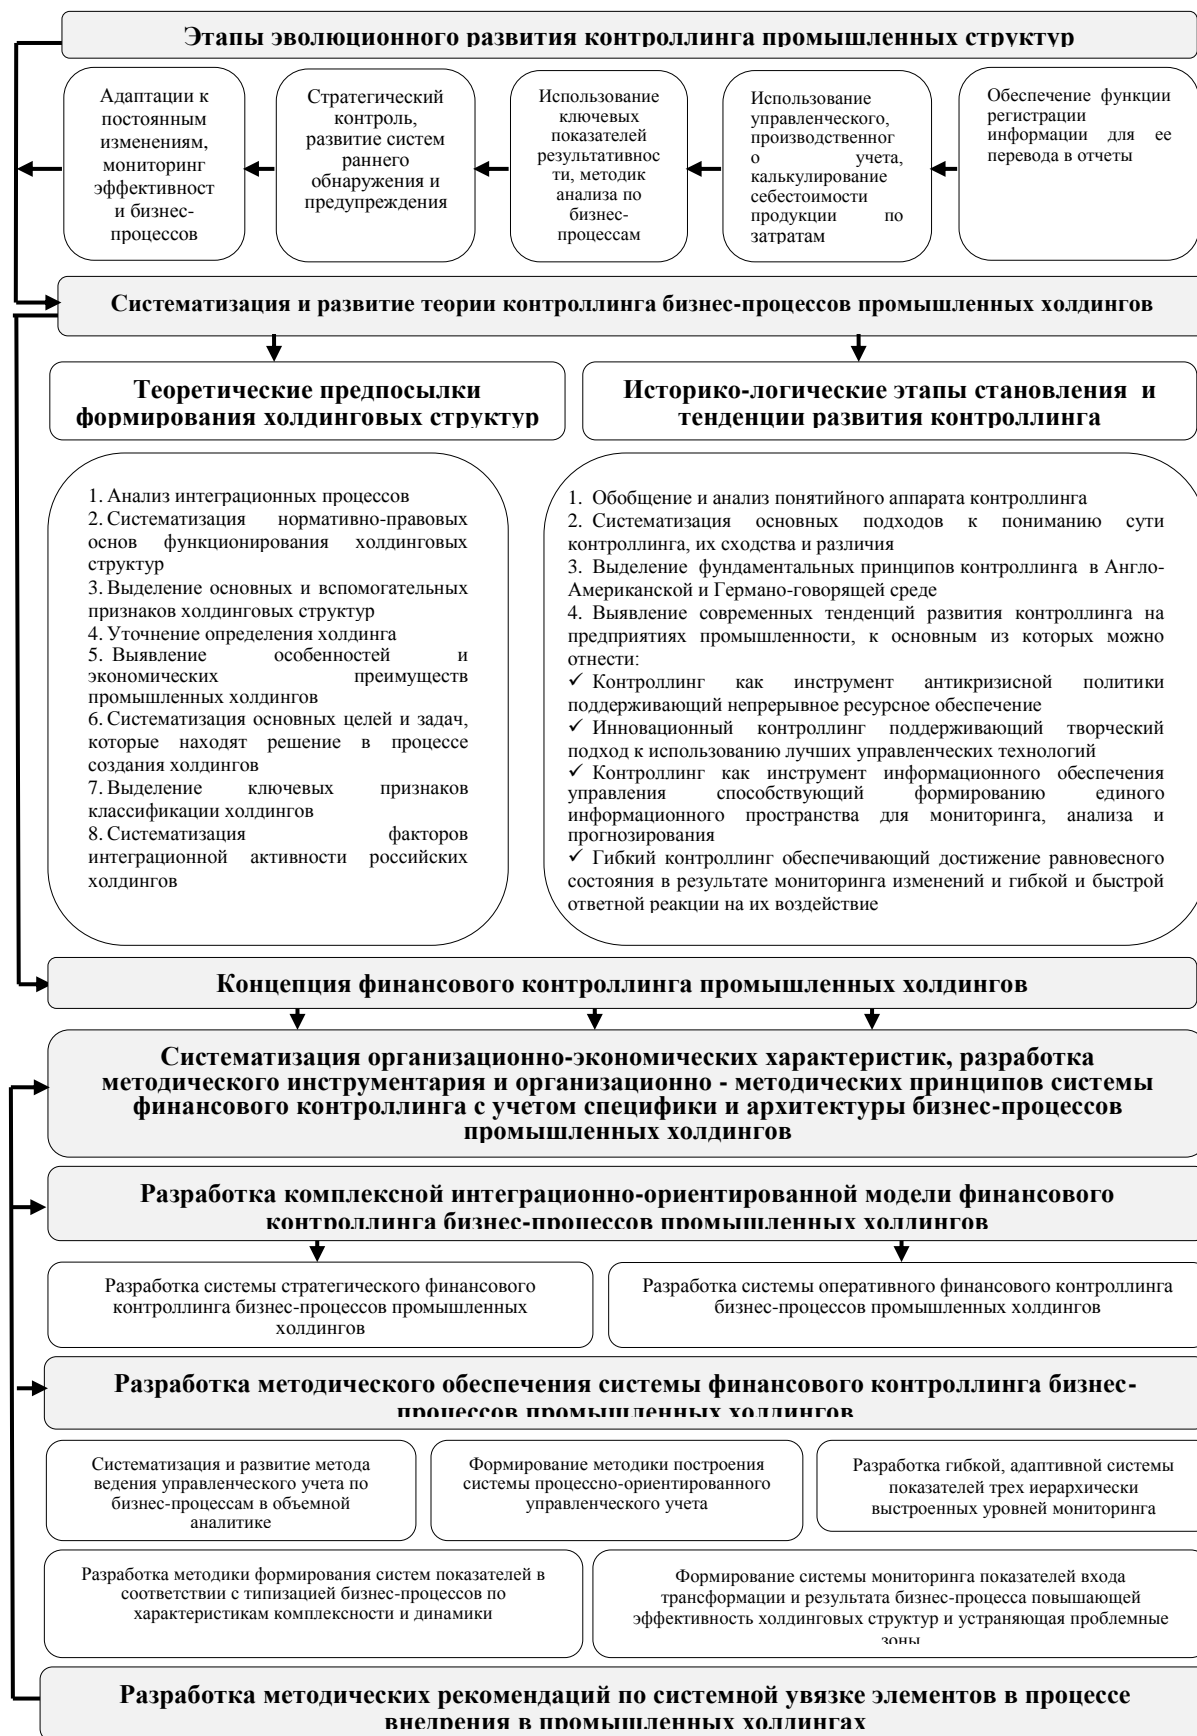 Этапы эволюционного развития контроллинга промышленных структур
Адаптации к
постоянным
изменениям,
мониторинг
эффективност
и бизнес-
процессов
Стратегический
контроль,
развитие систем
раннего
обнаружения и
предупреждения
Использование
ключевых
показателей
результативнос
ти, методик
анализа по
бизнес-
процессам
Использование
управленческого,
производственног
о учета,
калькулирование
себестоимости
продукции по
затратам
Обеспечение функции
регистрации
информации для ее
перевода в отчеты
Систематизация и развитие теории контроллинга бизнес-процессов промышленных холдингов
Теоретические предпосылки
формирования холдинговых структур
Историко-логические этапы становления и
тенденции развития контроллинга
1. Анализ интеграционных процессов
2. Систематизация нормативно-правовых
основ функционирования холдинговых
структур
3. Выделение основных и вспомогательных
признаков холдинговых структур
4. Уточнение определения холдинга
5. Выявление особенностей и
экономических преимуществ
промышленных холдингов
6. Систематизация основных целей и задач,
которые находят решение в процессе
создания холдингов
7. Выделение ключевых признаков
классификации холдингов
8. Систематизация факторов
интеграционной активности российских
холдингов
1. Обобщение и анализ понятийного аппарата контроллинга
2. Систематизация основных подходов к пониманию сути
контроллинга, их сходства и различия
3. Выделение фундаментальных принципов контроллинга в Англо-
Американской и Германо-говорящей среде
4. Выявление современных тенденций развития контроллинга на
предприятиях промышленности, к основным из которых можно
отнести:
✓ Контроллинг как инструмент антикризисной политики
поддерживающий непрерывное ресурсное обеспечение
✓ Инновационный контроллинг поддерживающий творческий
подход к использованию лучших управленческих технологий
✓ Контроллинг как инструмент информационного обеспечения
управления способствующий формированию единого
информационного пространства для мониторинга, анализа и
прогнозирования
✓ Гибкий контроллинг обеспечивающий достижение равновесного
состояния в результате мониторинга изменений и гибкой и быстрой
ответной реакции на их воздействие
Концепция финансового контроллинга промышленных холдингов
Систематизация организационно-экономических характеристик, разработка
методического инструментария и организационно - методических принципов системы
финансового контроллинга с учетом специфики и архитектуры бизнес-процессов
промышленных холдингов
Разработка комплексной интеграционно-ориентированной модели финансового
контроллинга бизнес-процессов промышленных холдингов
Разработка системы стратегического финансового
контроллинга бизнес-процессов промышленных
холдингов
Разработка системы оперативного финансового контроллинга
бизнес-процессов промышленных холдингов
Разработка методического обеспечения системы финансового контроллинга бизнес-
процессов промышленных холдингов
Систематизация и развитие метода
ведения управленческого учета по
бизнес-процессам в объемной
аналитике
Формирование методики построения
системы процессно-ориентированного
управленческого учета
Разработка гибкой, адаптивной системы
показателей трех иерархически
выстроенных уровней мониторинга
Разработка методики формирования систем показателей в
соответствии с типизацией бизнес-процессов по
характеристикам комплексности и динамики
Формирование системы мониторинга показателей входа
трансформации и результата бизнес-процесса повышающей
эффективность холдинговых структур и устраняющая проблемные
зоны
Разработка методических рекомендаций по системной увязке элементов в процессе
внедрения в промышленных холдингах